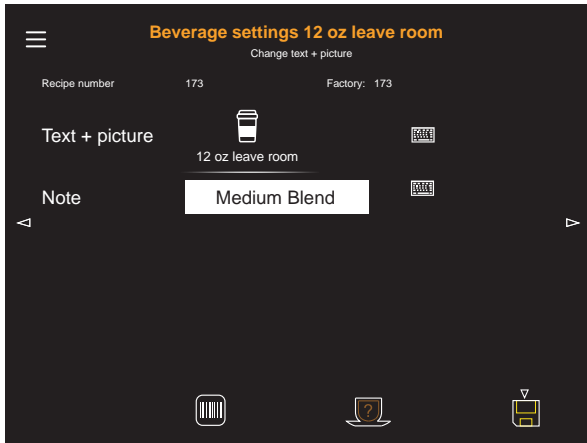 Beverage settings 12 oz leave room
Change text + picture
Recipe number 173 Factory: 173
Text + picture
12 oz leave room
Note Medium Blend
?